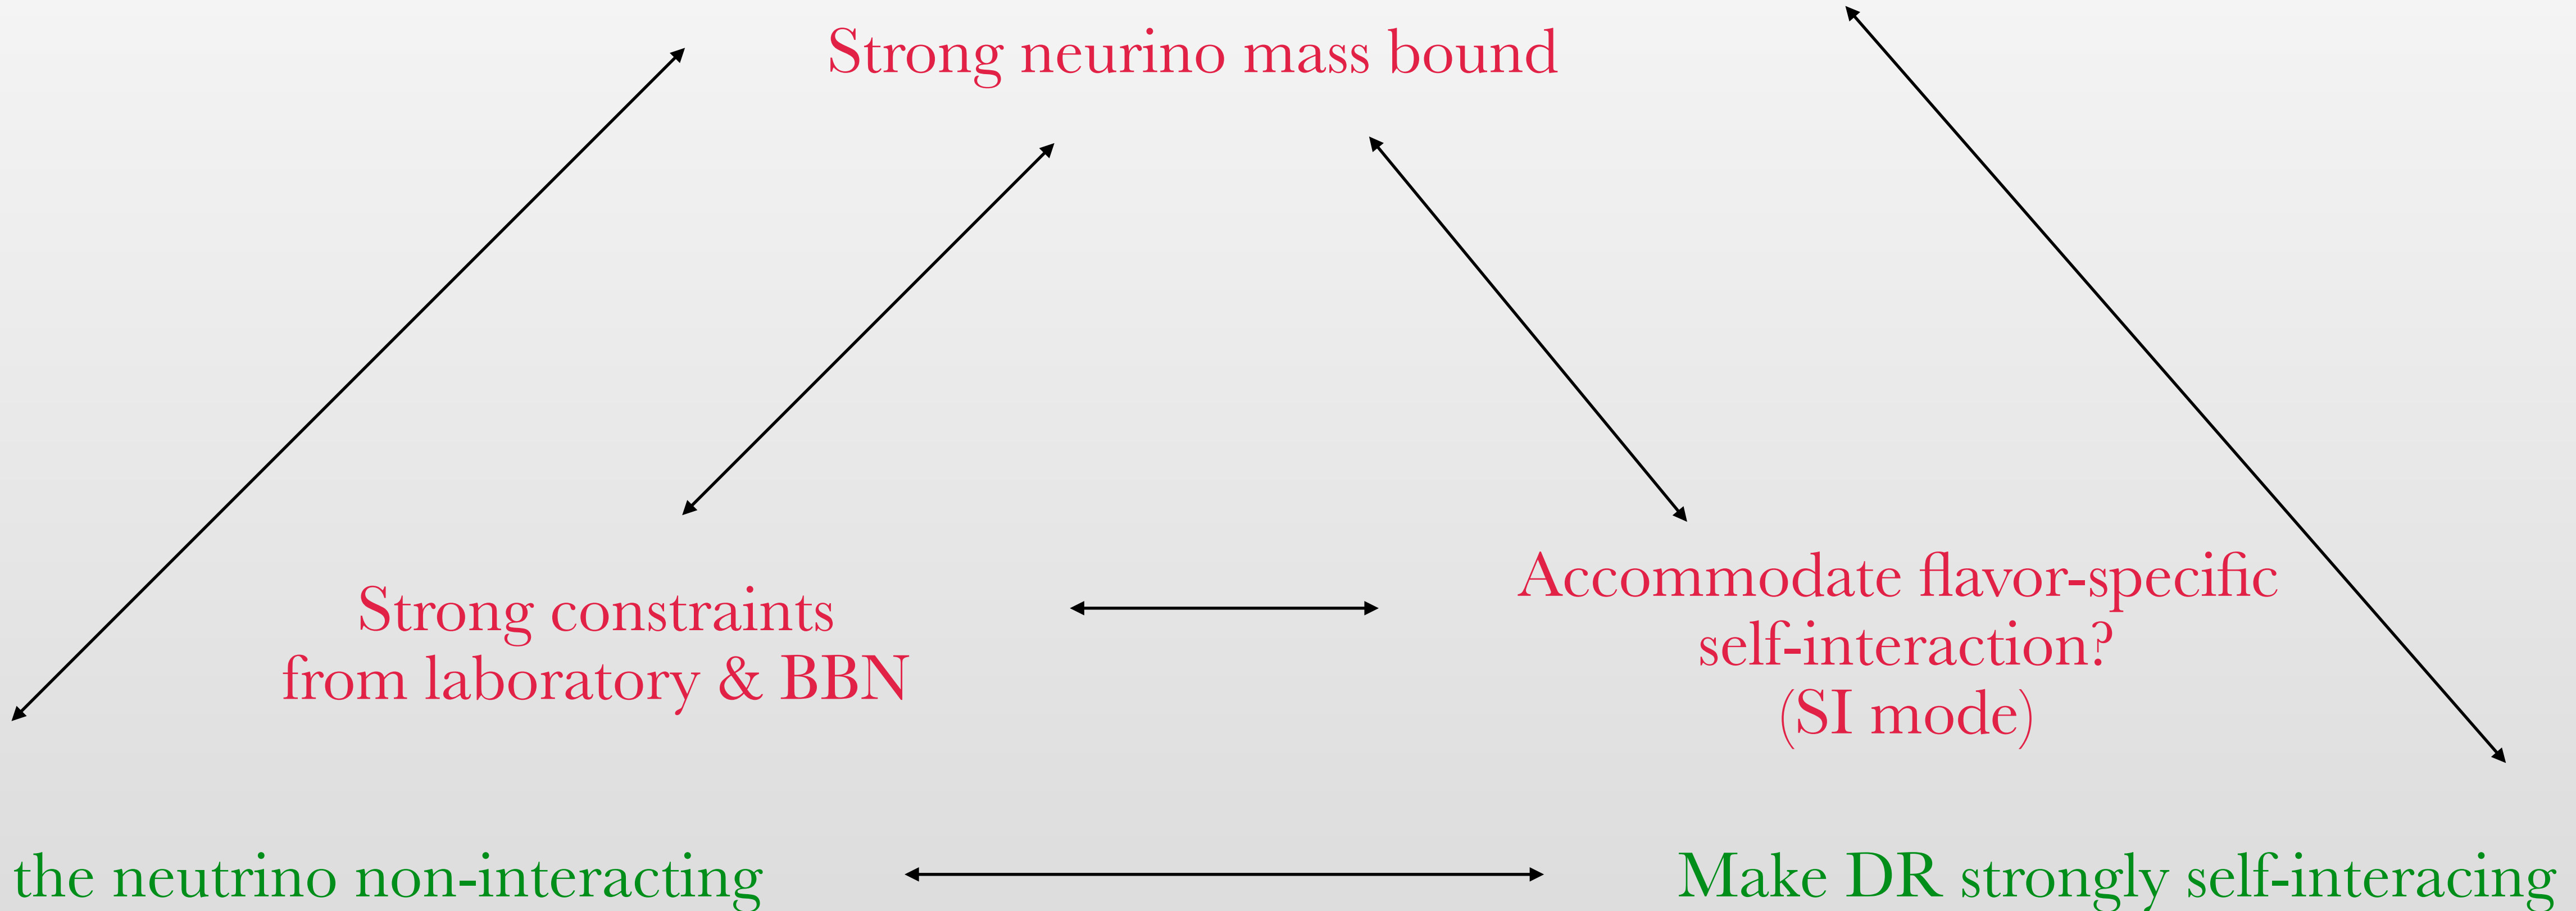 Strong neurino mass bound
Strong constraints
from laboratory & BBN
Accommodate flavor-specific
self-interaction?
(SI mode)
the neutrino non-interacting
Make DR strongly self-interacing